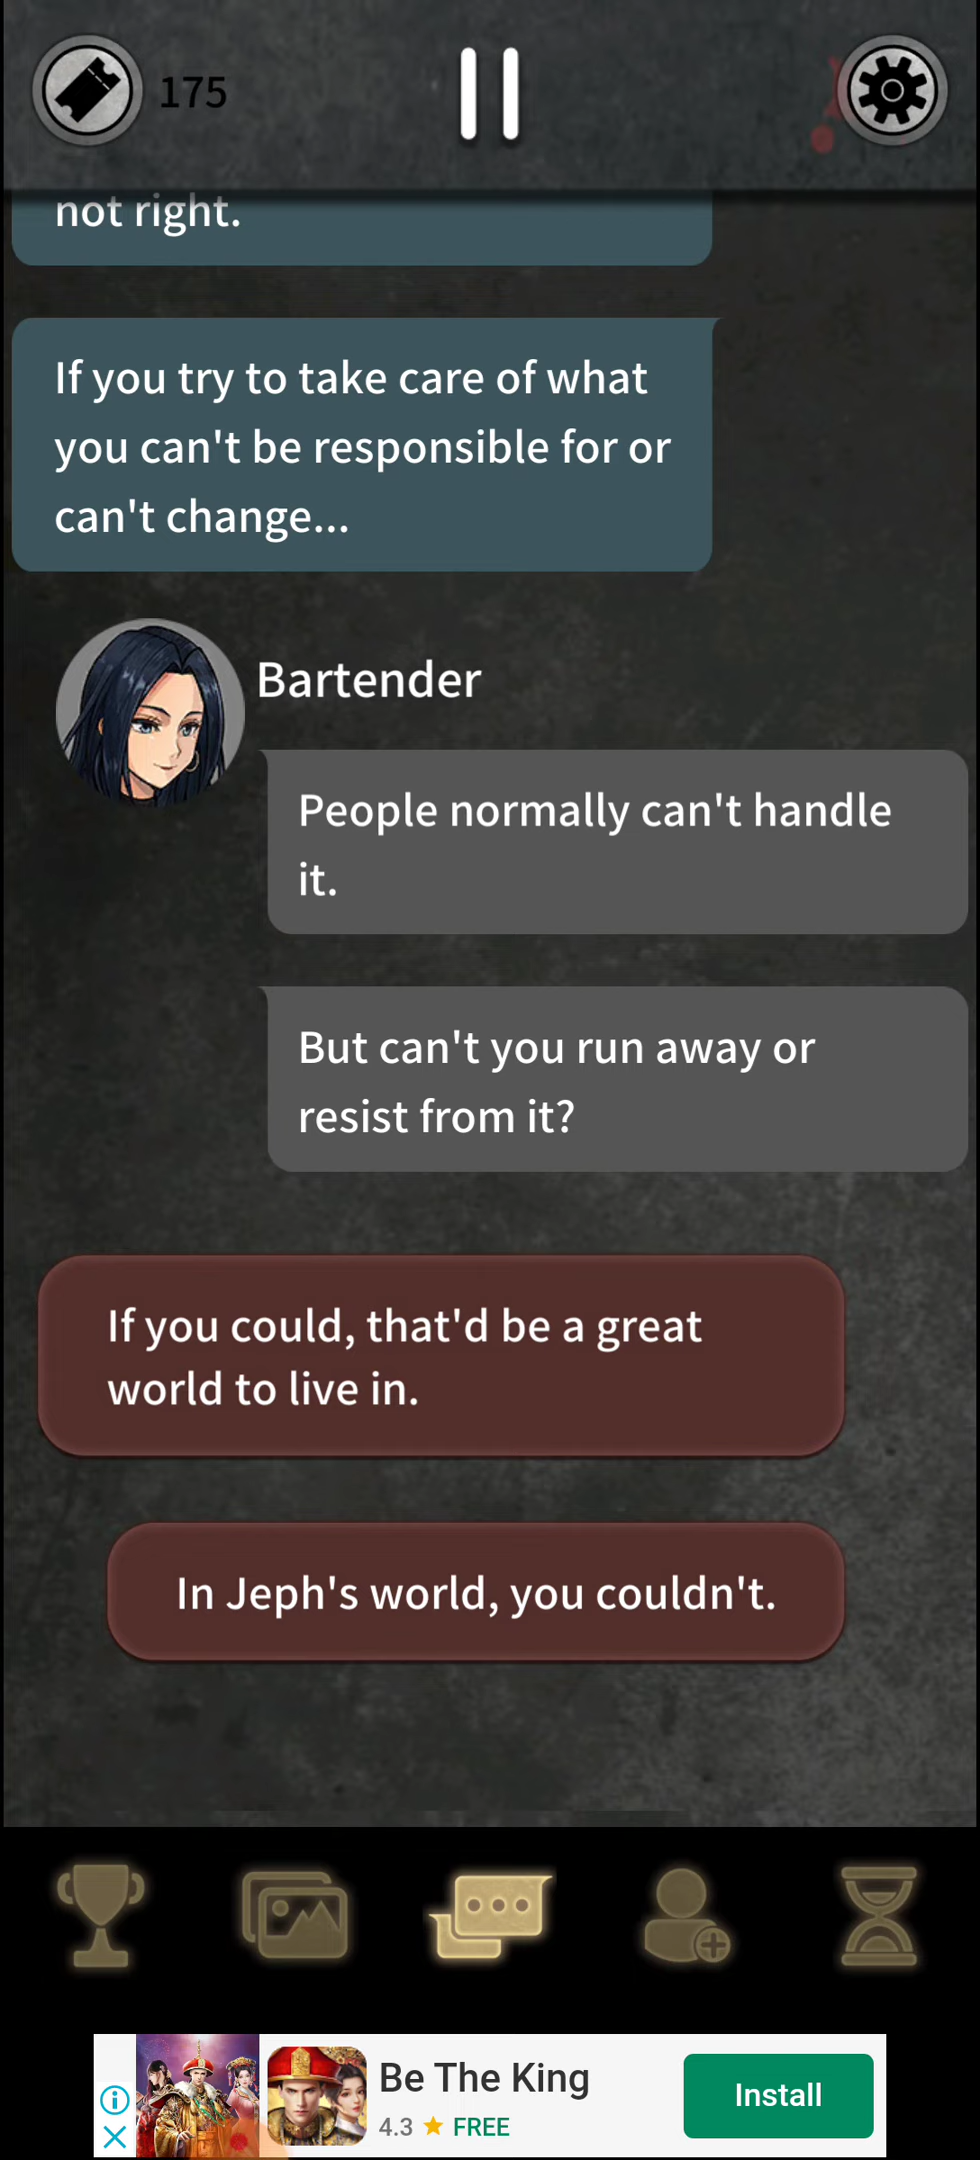 175
not right.
If you try to take care of what
you can't be responsible for or
can't change...
Bartender
People normally can't handle
it.
But can't you run away or
resist from it?
If you could, that'd be a great
world to live in.
In Jeph's world, you couldn't.
Be The King
4.3 ★ FREE
Install